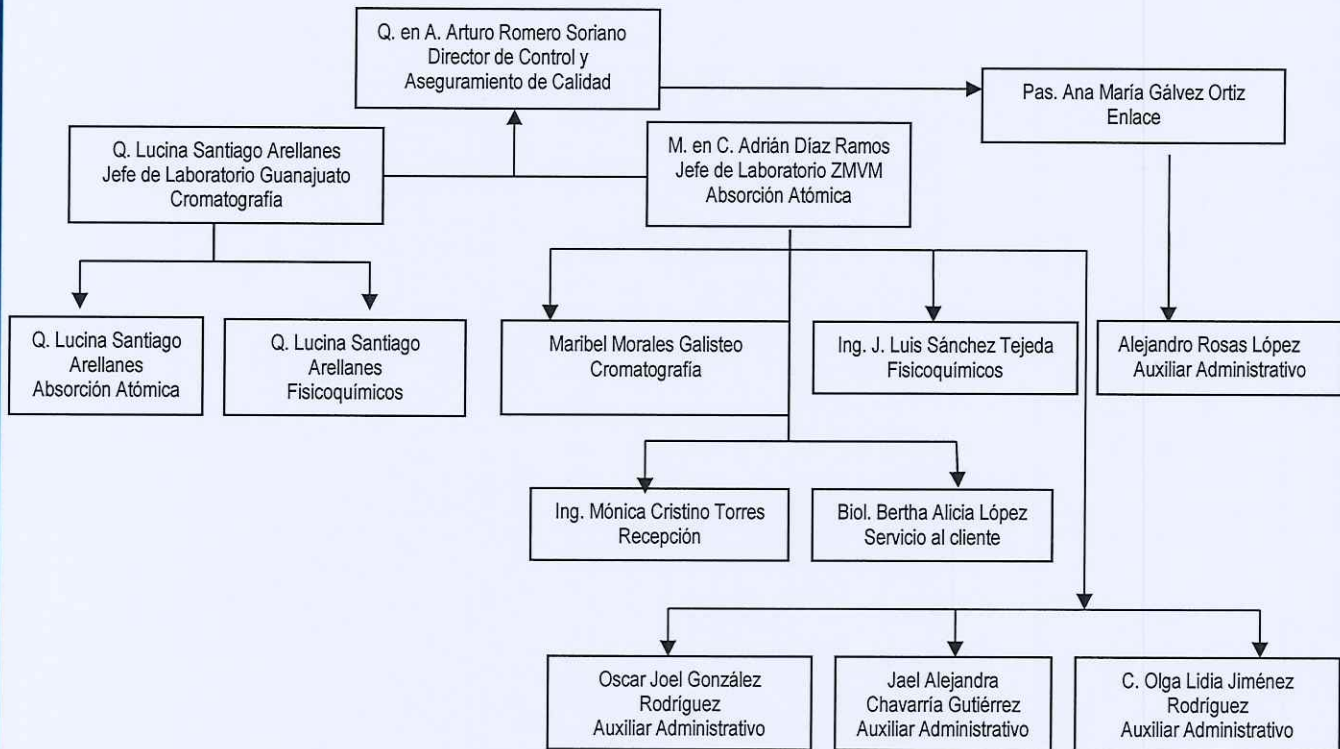 Q. en A. Arturo Romero Soriano
Director de Control y
Aseguramiento de Calidad
Pas. Ana María Gálvez Ortiz
Enlace
Q. Lucina Santiago Arellanes
Jefe de Laboratorio Guanajuato
Cromatografía
M. en C. Adrián Díaz Ramos
Jefe de Laboratorio ZMVM
Absorción Atómica
Q. Lucina Santiago
Arellanes
Absorción Atómica
Q. Lucina Santiago
Arellanes
Fisicoquímicos
Maribel Morales Galisteo
Cromatografía
Ing. J. Luis Sánchez Tejeda
Fisicoquímicos
Alejandro Rosas López
Auxiliar Administrativo
Ing. Mónica Cristino Torres
Recepción
Biol. Bertha Alicia López
Servicio al cliente
Oscar Joel González
Rodríguez
Auxiliar Administrativo
Jael Alejandra
Chavarría Gutiérrez
Auxiliar Administrativo
C. Olga Lidia Jiménez
Rodríguez
Auxiliar Administrativo